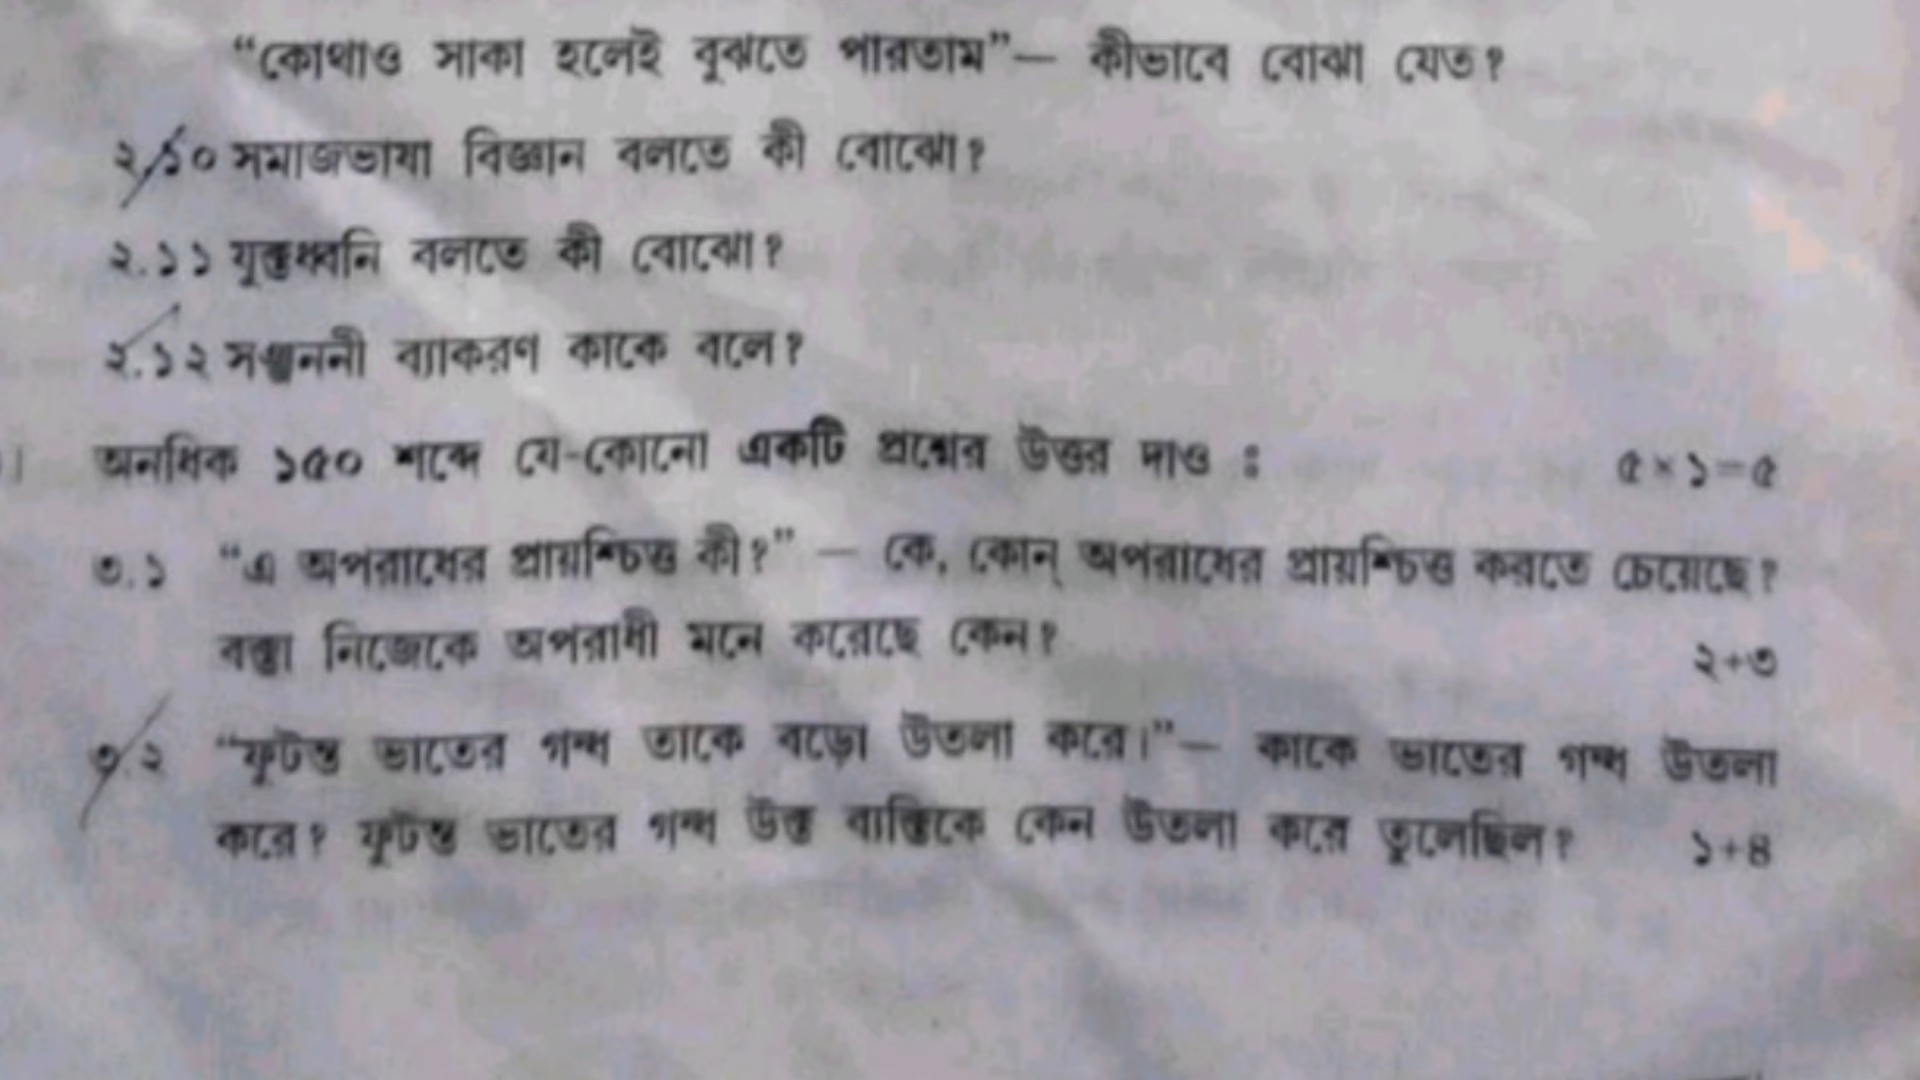 “কোথাও সাকা হলেই বুঝতে পারতাম”— কীভাবে বোঝা যেত?
২.১০ সমাজভাষা বিজ্ঞান বলতে কী বোঝো?
২.১১ যুক্তধ্বনি বলতে কী বোঝো?
২.১২ সঞ্জননী ব্যাকরণ কাকে বলে?
। অনধিক ১৫০ শব্দে যে-কোনো একটি প্রশ্নের উত্তর দাও : ৫×১=৫
৩.১ “এ অপরাধের প্রায়শ্চিত্ত কী?” — কে, কোন্ অপরাধের প্রায়শ্চিত্ত করতে চেয়েছে?
বক্তা নিজেকে অপরাধী মনে করেছে কেন? ২+৩
৩.২ “ফুটন্ত ভাতের গন্ধ তাকে বড়ো উতলা করে।”— কাকে ভাতের গন্ধ উতলা
করে? ফুটন্ত ভাতের গন্ধ উক্ত ব্যক্তিকে কেন উতলা করে তুলেছিল? ১+৪